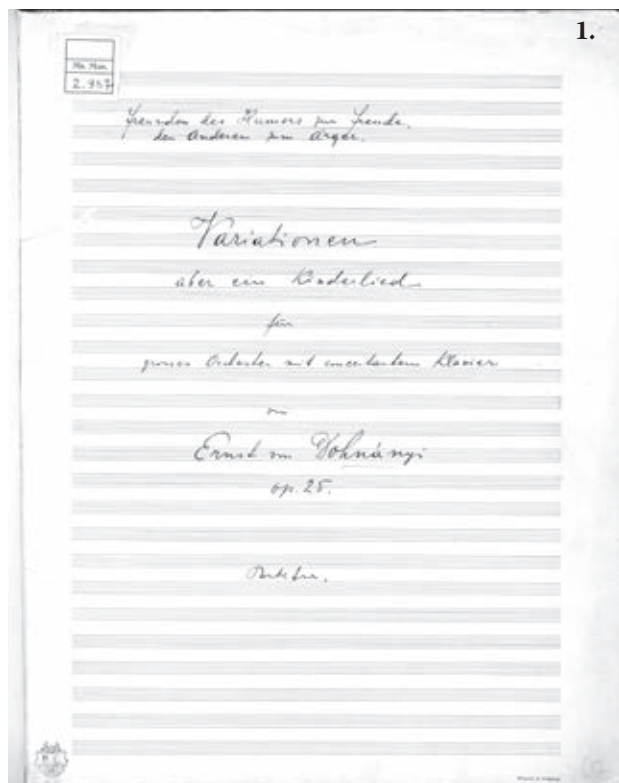 1.
Ms. Mus.
2.957
Freunden des Humors zur Freude,
den Anderen zum Ärger.
Variationen
über ein Kinderlied
für
grosses Orchester mit concertantem Klavier
von
Ernst von Dohnányi
op. 25.
Partitur.